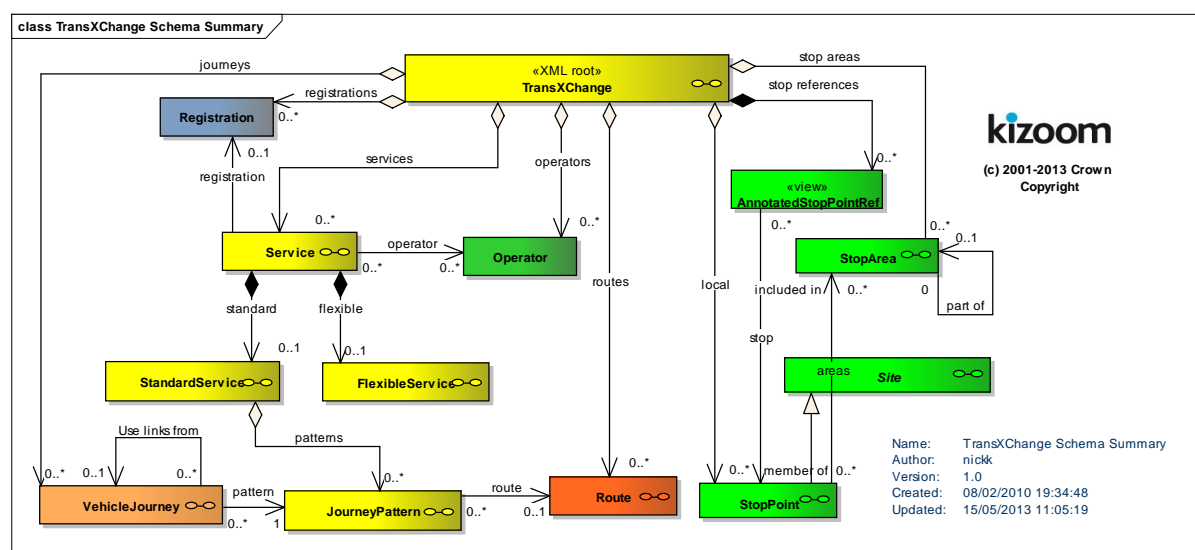 class TransXChange Schema Summary
«XML root»
TransXChange
journeys
registrations
0..*
stop areas
stop references
Registration
0..1
registration
services
operators
kizoom
(c) 2001-2013 Crown
Copyright
0..*
«view»
AnnotatedStopPointRef
0..*
0..*
0..*
0..*
0..1
Service
operator
0..*
0..*
Operator
StopArea
routes
local
included in
0..*
0
part of
standard
flexible
stop
0..1
0..1
StandardService
FlexibleService
areas
Site
patterns
Use links from
0..*
0..1
0..*
0..*
0..*
0..*
member of
0..*
VehicleJourney
pattern
0..*
1
JourneyPattern
route
0..*
0..1
Route
StopPoint
Name: TransXChange Schema Summary
Author: nickk
Version: 1.0
Created: 08/02/2010 19:34:48
Updated: 15/05/2013 11:05:19